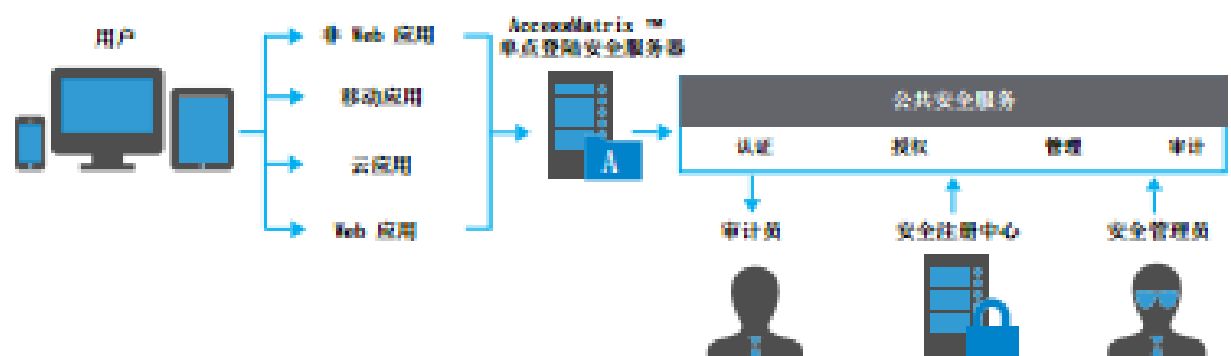 用户
非 Web 应用
移动应用
云应用
Web 应用
AccessMatrix ™
单点登陆安全服务器
A
公共安全服务
认证 授权 管理 审计
审计员
安全注册中心
安全管理员